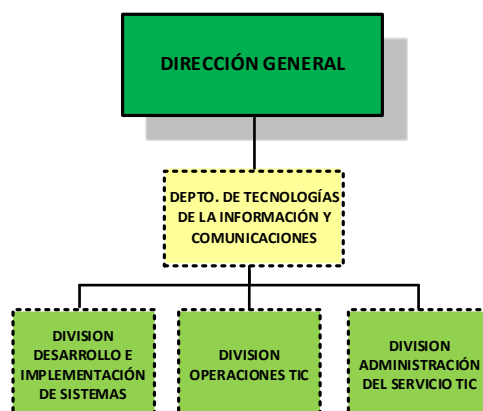 DIRECCIÓN GENERAL
DEPTO. DE TECNOLOGÍAS
DE LA INFORMACIÓN Y
COMUNICACIONES
DIVISION
DESARROLLO E
IMPLEMENTACIÓN
DE SISTEMAS
DIVISION
OPERACIONES TIC
DIVISION
ADMINISTRACIÓN
DEL SERVICIO TIC